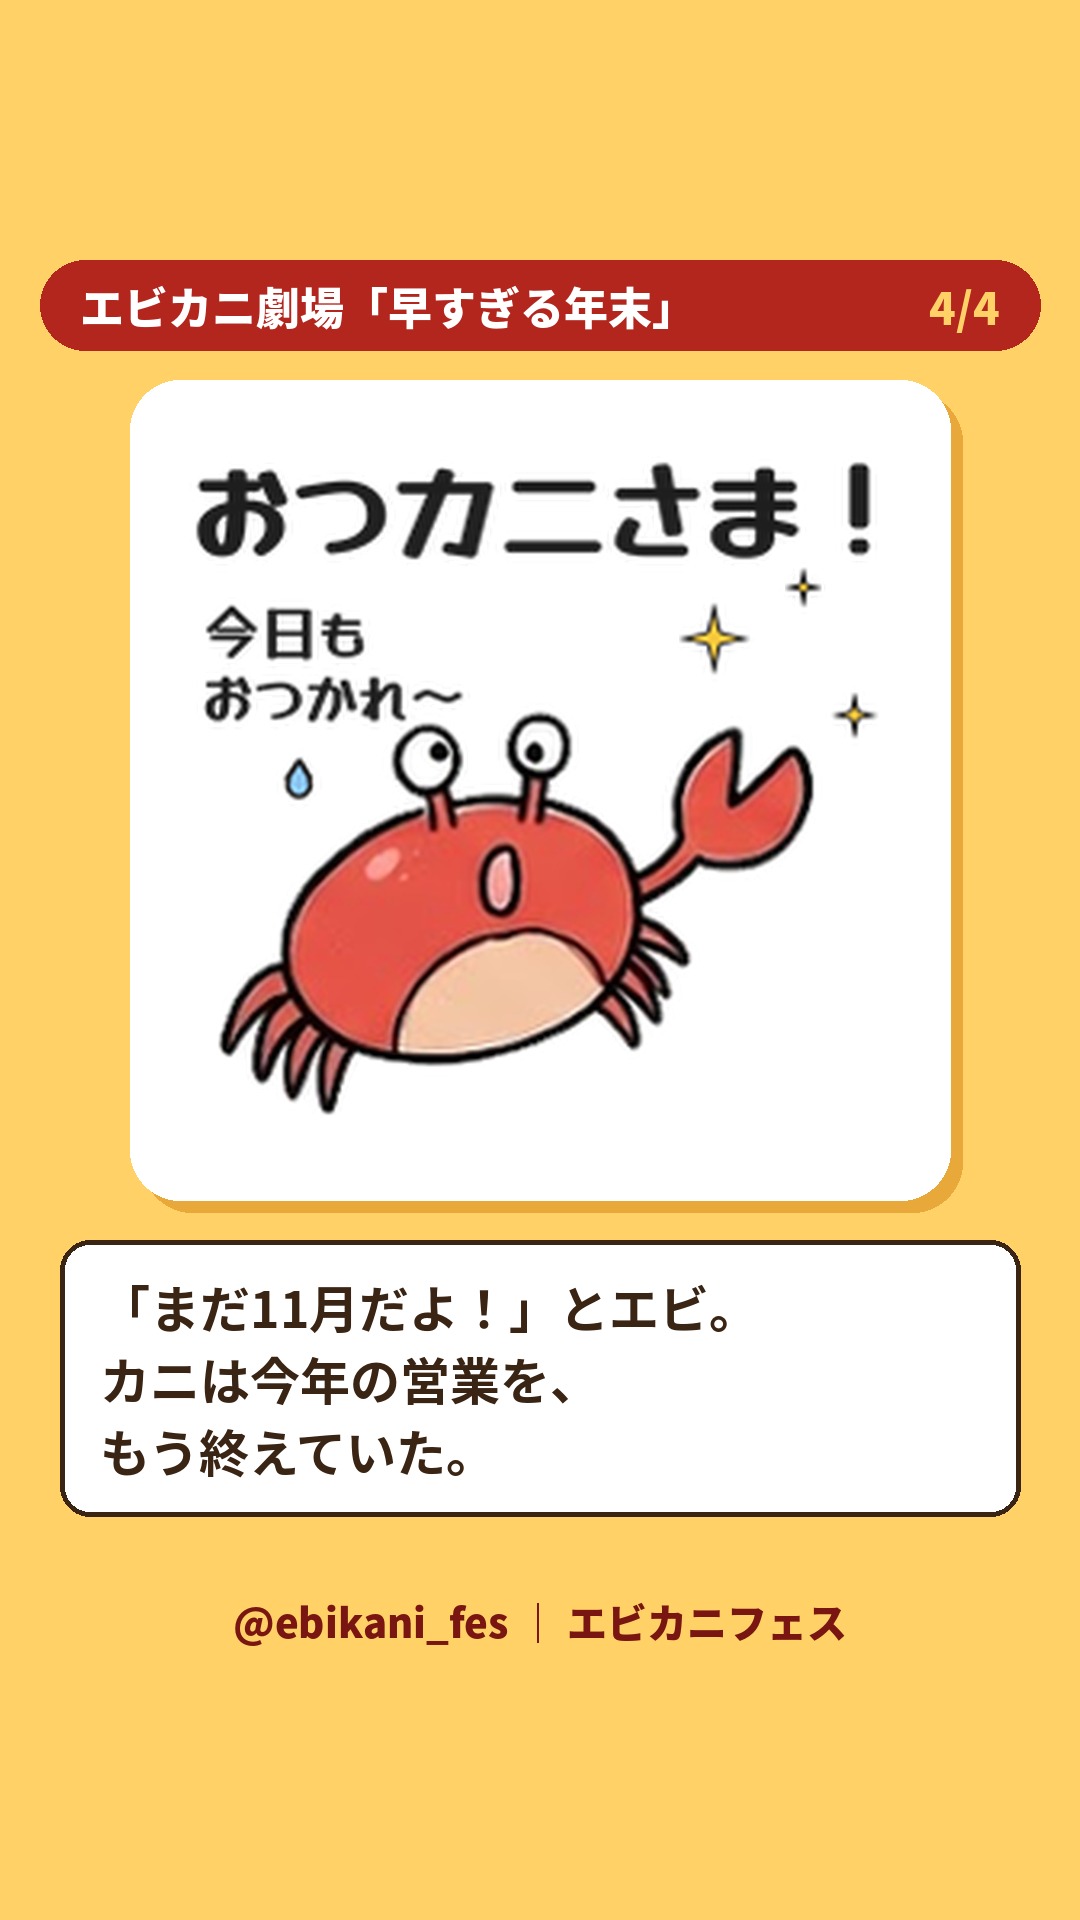 エビカニ劇場「早すぎる年末」 4/4
おつカニさま！
今日も
おつかれ〜
「まだ11月だよ！」とエビ。
カニは今年の営業を、
もう終えていた。
@ebikani_fes｜エビカニフェス